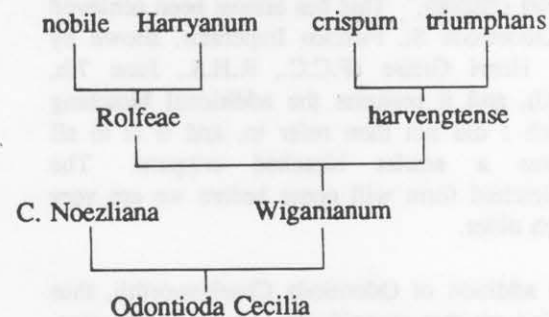 nobile Harryanum crispum triumphans
Rolfeae harvengtense
C. Noezliana Wiganianum
Odontioda Cecilia